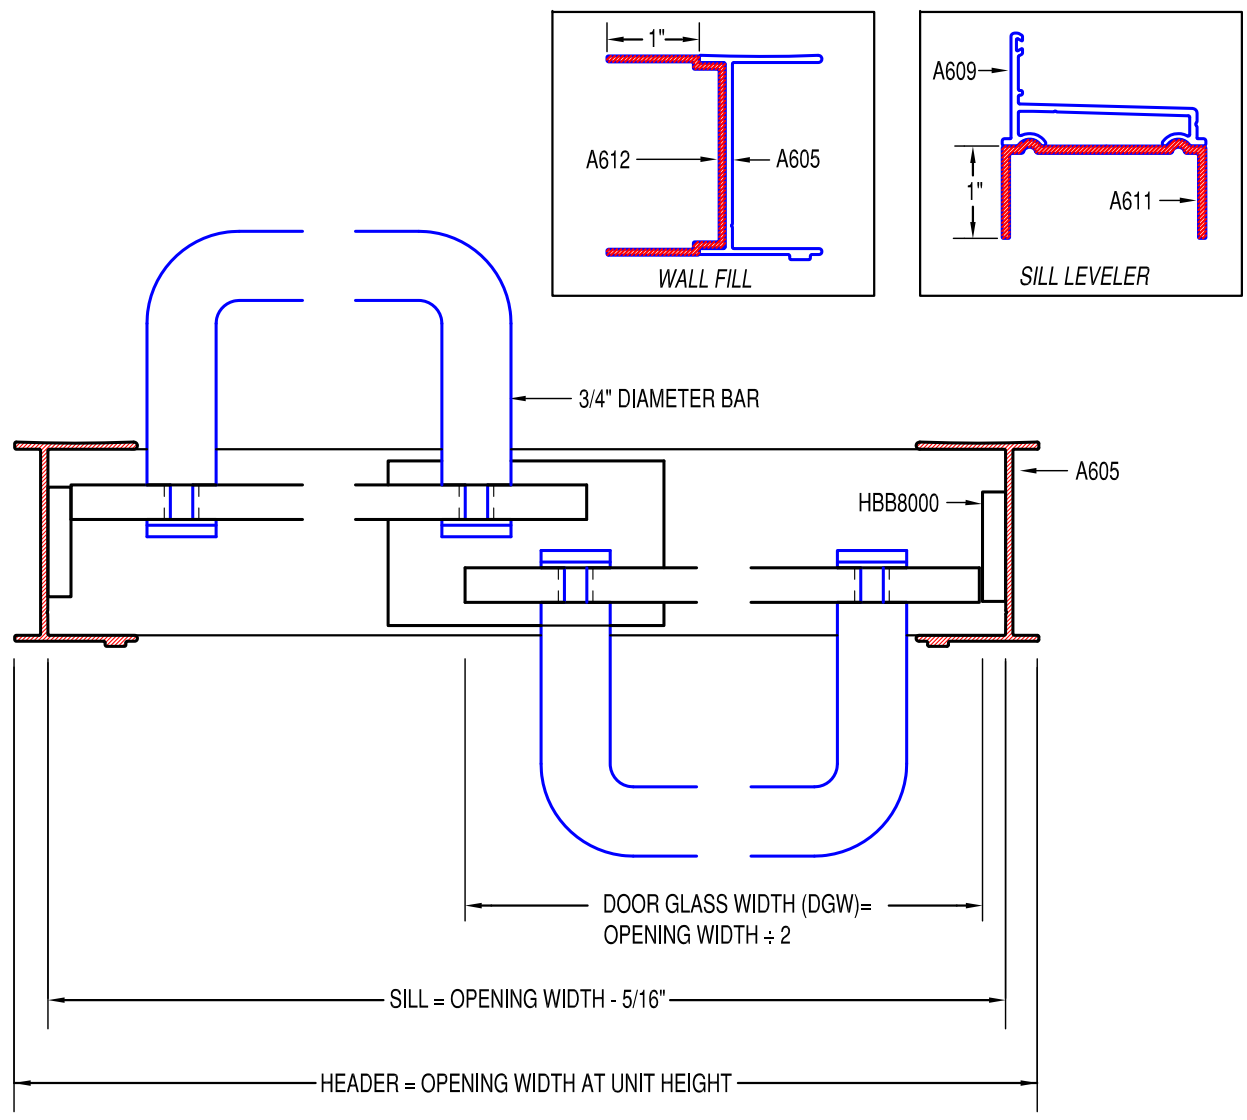 1"
A612
A605
WALL FILL
A609
1"
A611
SILL LEVELER
3/4" DIAMETER BAR
A605
HBB8000
DOOR GLASS WIDTH (DGW)=
OPENING WIDTH ÷ 2
SILL = OPENING WIDTH - 5/16"
HEADER = OPENING WIDTH AT UNIT HEIGHT